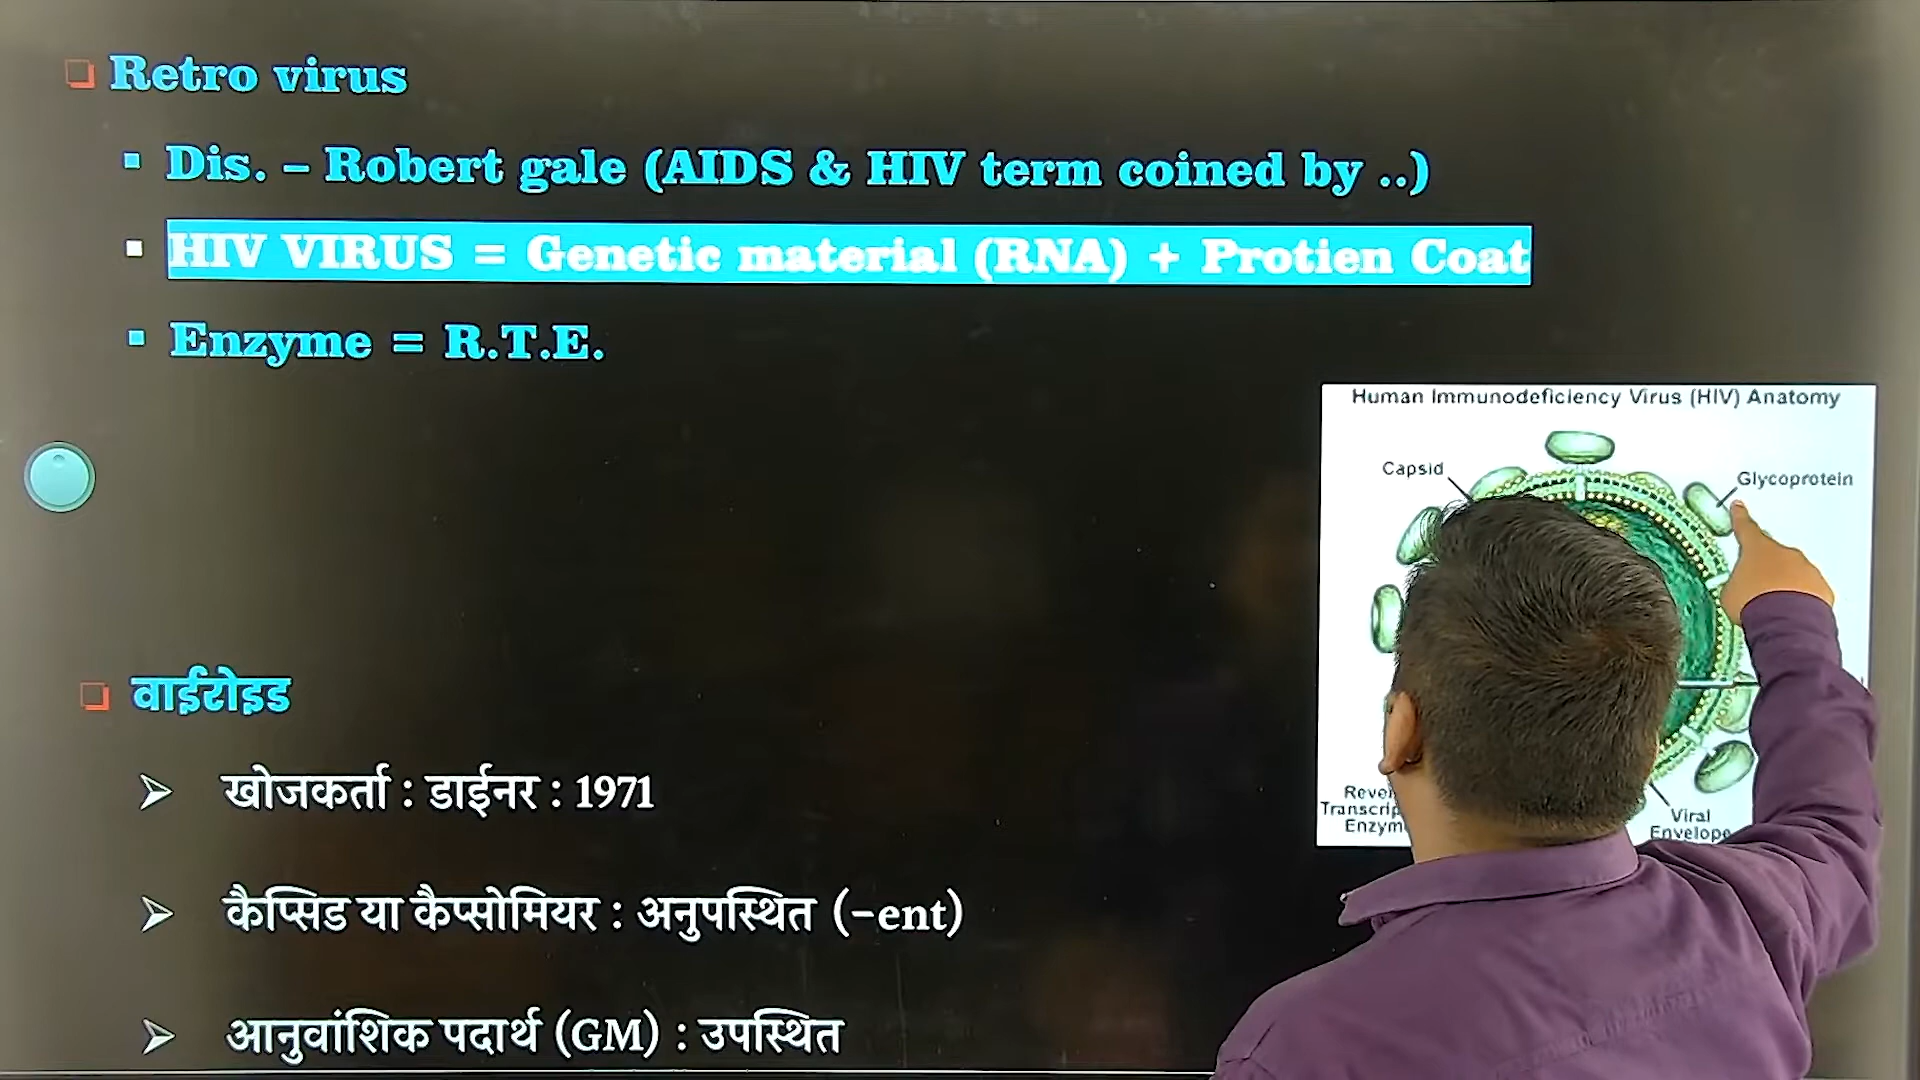 Retro virus
Dis. – Robert gale (AIDS & HIV term coined by ..)
HIV VIRUS = Genetic material (RNA) + Protien Coat
Enzyme = R.T.E.
Human Immunodeficiency Virus (HIV) Anatomy
Capsid
Glycoprotein
Viral
Envelope
वाईरोइड
खोजकर्ता : डाईनर : 1971
कैप्सिड या कैप्सोमियर : अनुपस्थित (-ent)
आनुवांशिक पदार्थ (GM) : उपस्थित